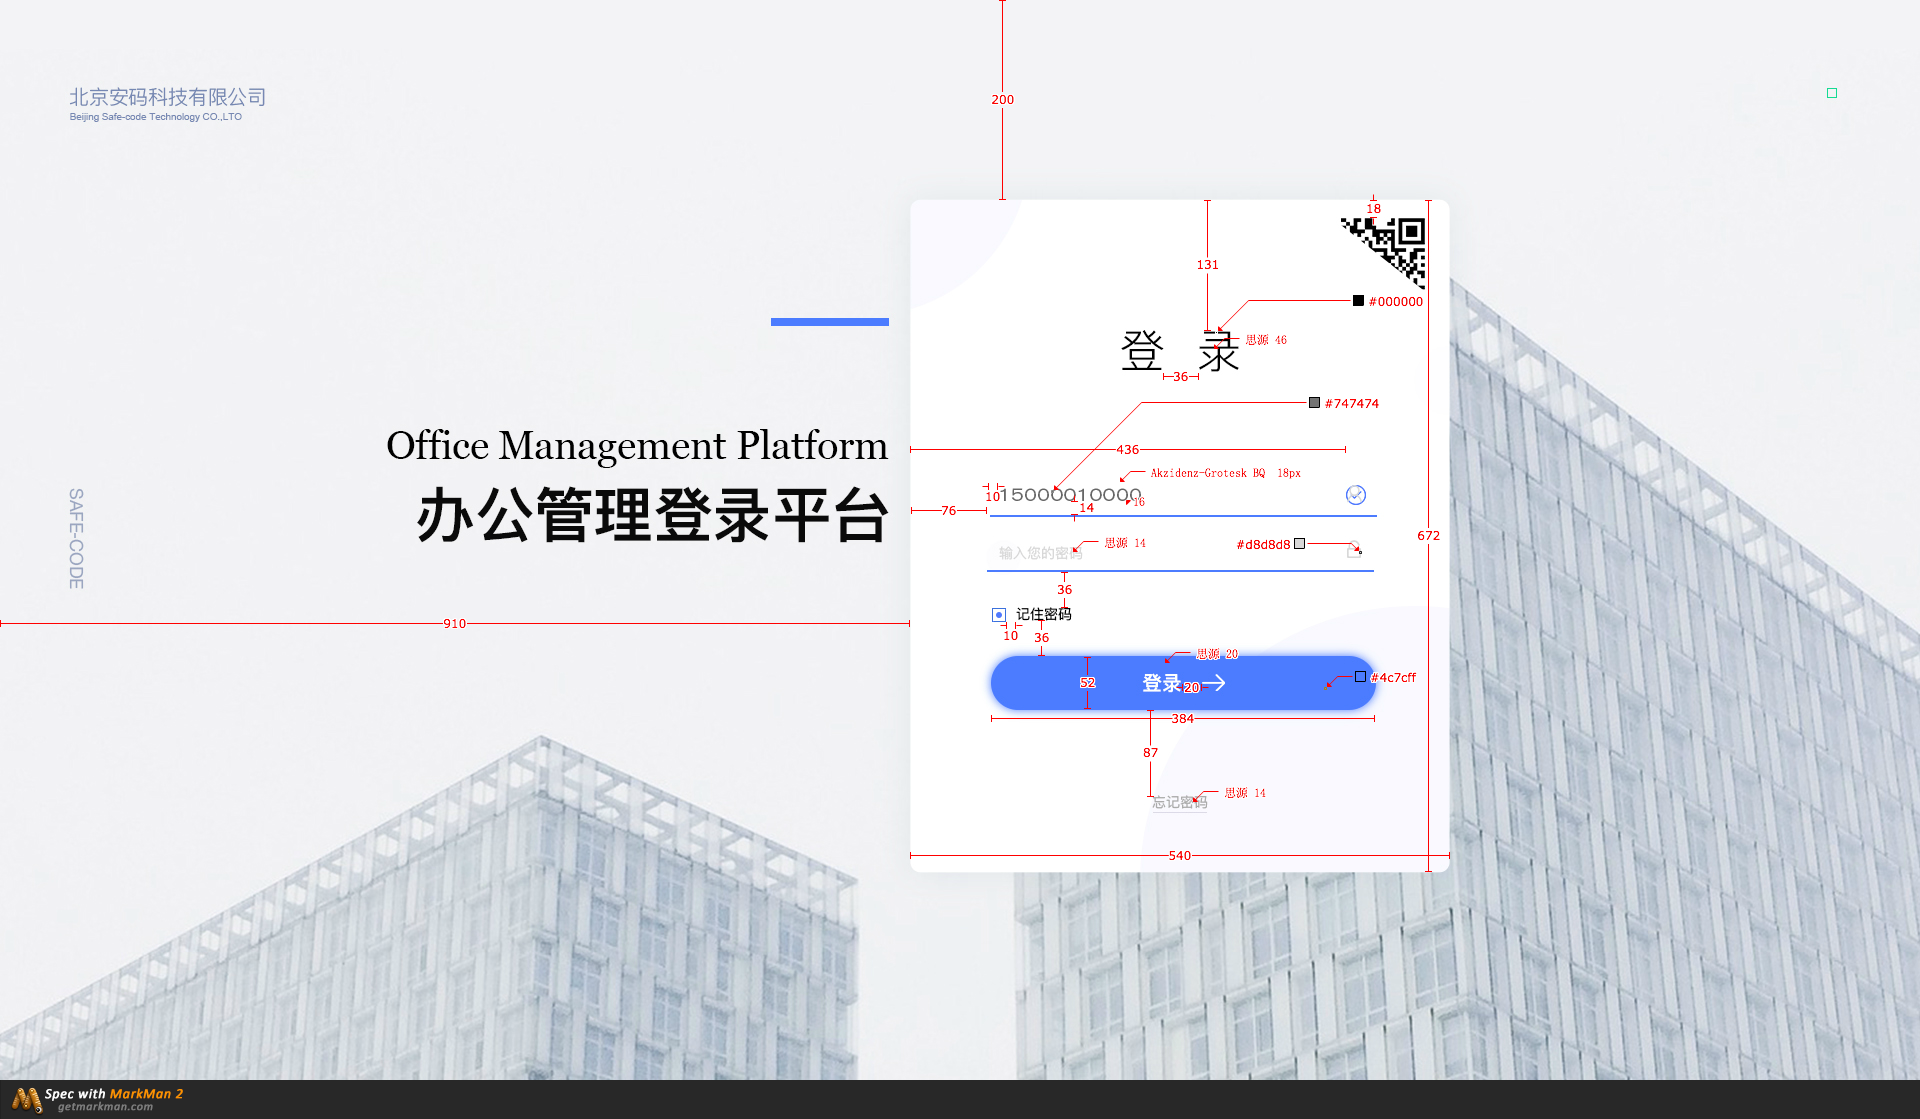 200
北京安码科技有限公司
Beijing Safe-code Technology CO.,LTO
18
131
#000000
登 录
思源 46
36
#747474
Office Management Platform
436
Akzidenz-Grotesk BQ 18px
10
15000010000
16
14
76
办公管理登录平台
SAFE-CODE
672
思源 14
#d8d8d8
输入您的密码
36
记住密码
910
10
36
思源 20
#4c7cff
52
登录
20
384
87
思源 14
忘记密码
540
Spec with MarkMan 2
getmarkman.com